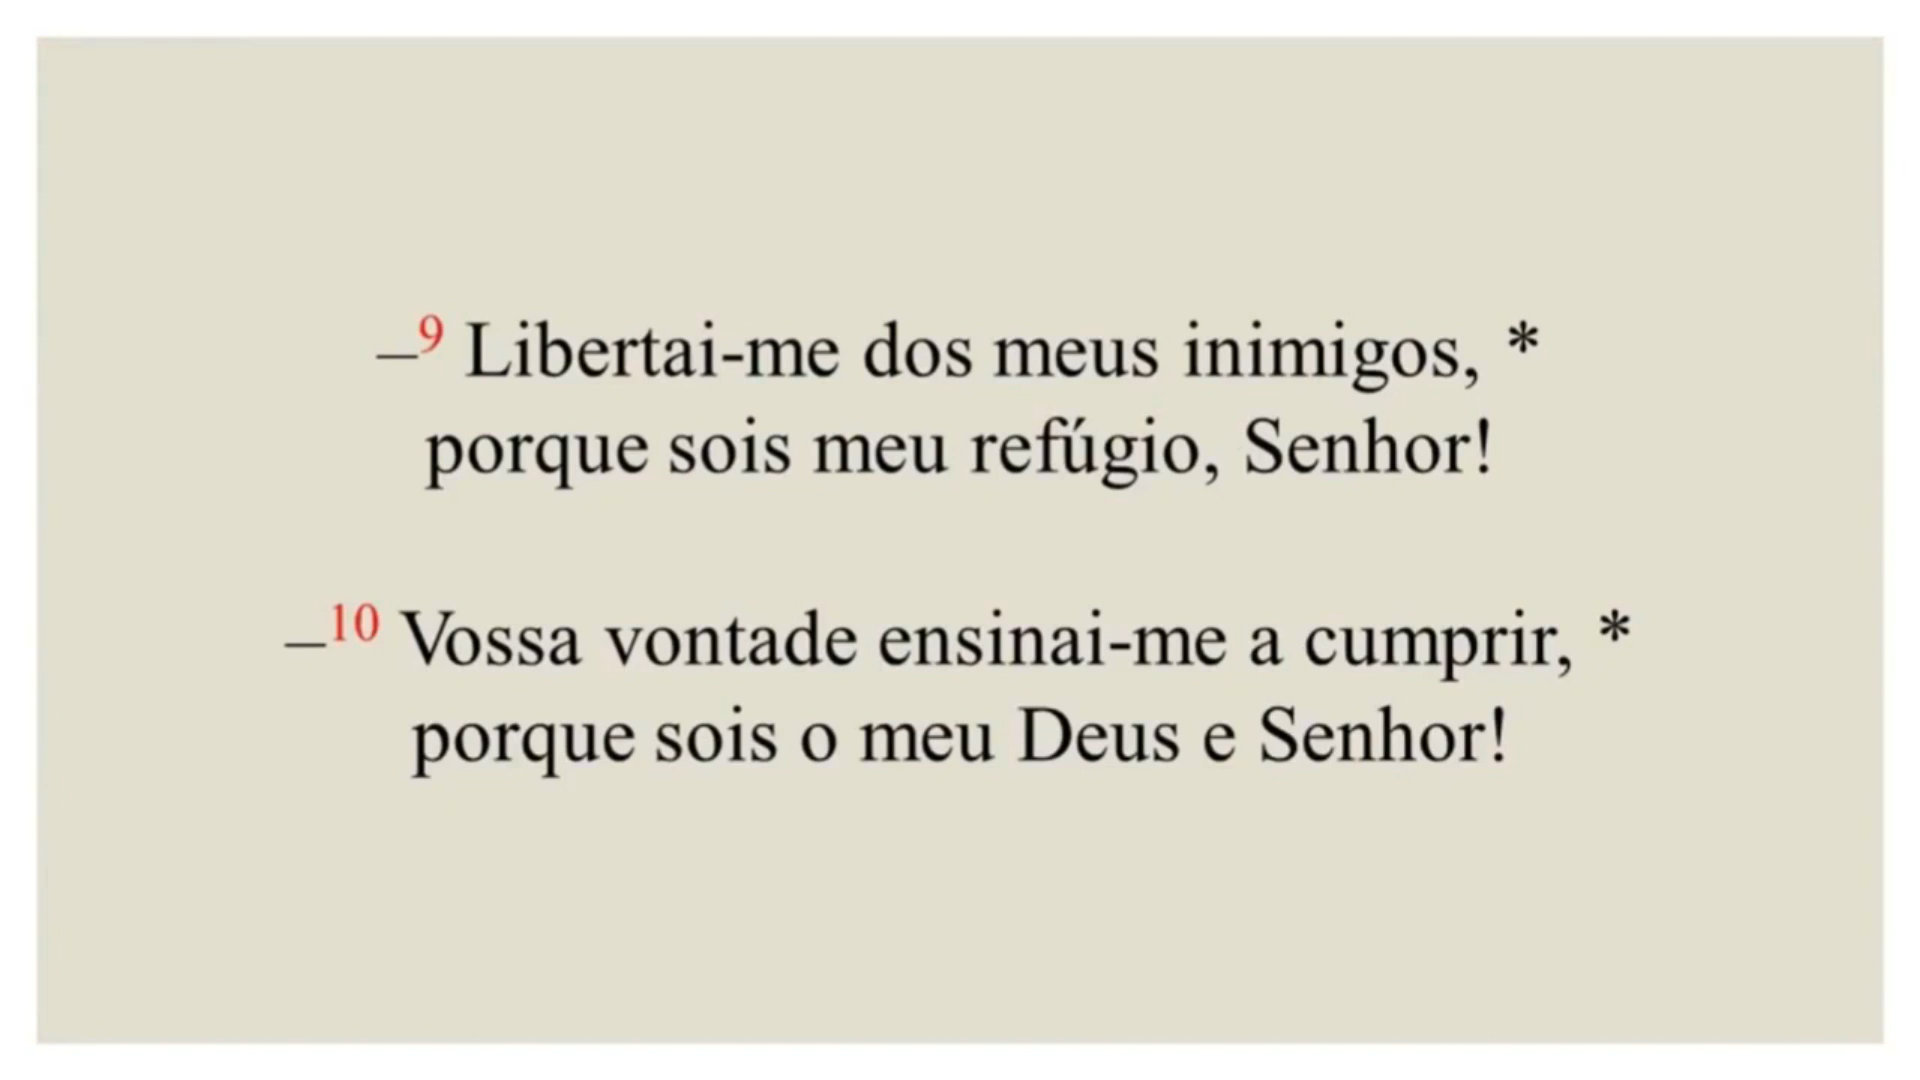 –9 Libertai-me dos meus inimigos, *
porque sois meu refúgio, Senhor!
–10 Vossa vontade ensinai-me a cumprir, *
porque sois o meu Deus e Senhor!